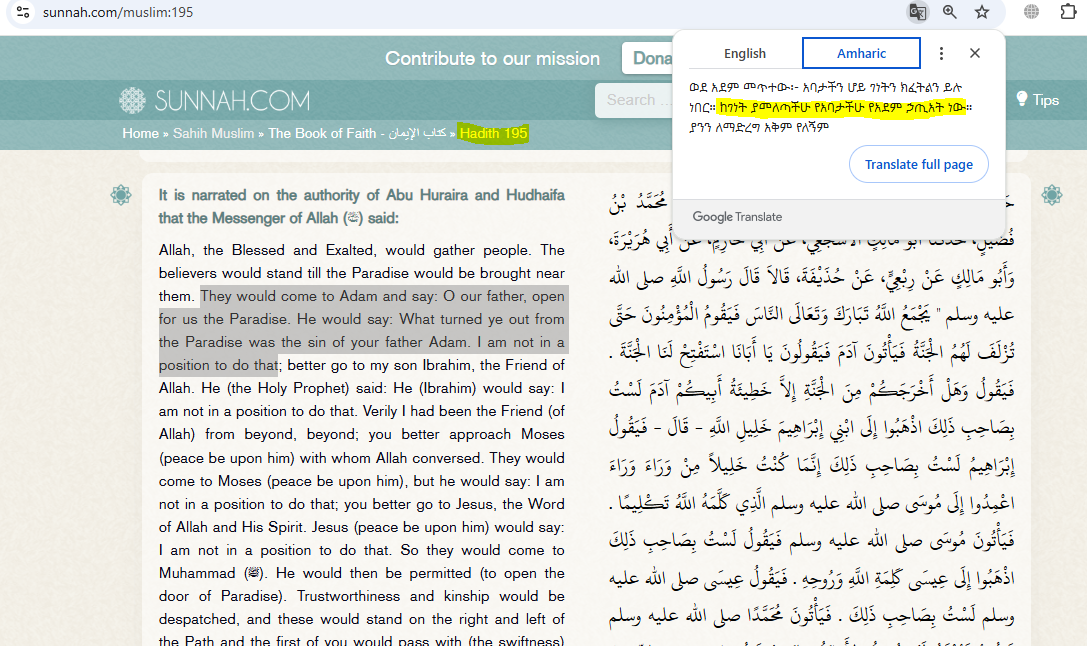 sunnah.com/muslim:195
Contribute to our mission
Dona
SUNNAH.COM
Search ...
Tips
Home » Sahih Muslim » The Book of Faith - كتاب الإيمان » Hadith 195
English
Amharic
ወደ አደም መጥተው፡- አባታችን ሆይ ገነትን ክፈትልን ይሉ
ነበር። ከገነት ያመለጣችሁ የአባታችሁ የአደም ኃጢአት ነው።
ያንን ለማድረግ አቅም የለኝም
Translate full page
Google Translate
It is narrated on the authority of Abu Huraira and Hudhaifa
that the Messenger of Allah (ﷺ) said:
Allah, the Blessed and Exalted, would gather people. The
believers would stand till the Paradise would be brought near
them. They would come to Adam and say: O our father, open
for us the Paradise. He would say: What turned ye out from
the Paradise was the sin of your father Adam. I am not in a
position to do that; better go to my son Ibrahim, the Friend of
Allah. He (the Holy Prophet) said: He (Ibrahim) would say: I
am not in a position to do that. Verily I had been the Friend (of
Allah) from beyond, beyond; you better approach Moses
(peace be upon him) with whom Allah conversed. They would
come to Moses (peace be upon him), but he would say: I am
not in a position to do that; you better go to Jesus, the Word
of Allah and His Spirit. Jesus (peace be upon him) would say:
I am not in a position to do that. So they would come to
Muhammad (ﷺ). He would then be permitted (to open the
door of Paradise). Trustworthiness and kinship would be
despatched, and these would stand on the right and left of
the Path and the first of you would pass with (the swiftness)
مُحَمَّدُ بْنُ
فُضَيْلٍ، حَدَّثَنَا أَبُو مَالِكٍ الأَشْجَعِيُّ، عَنْ أَبِي حَازِمٍ، عَنْ أَبِي هُرَيْرَةَ،
وَأَبُو مَالِكٍ عَنْ رِبْعِيٍّ، عَنْ حُذَيْفَةَ، قَالاَ قَالَ رَسُولُ اللَّهِ صلى الله
عليه وسلم " يَجْمَعُ اللَّهُ تَبَارَكَ وَتَعَالَى النَّاسَ فَيَقُومُ الْمُؤْمِنُونَ حَتَّى
تُزْلَفَ لَهُمُ الْجَنَّةُ فَيَأْتُونَ آدَمَ فَيَقُولُونَ يَا أَبَانَا اسْتَفْتِحْ لَنَا الْجَنَّةَ .
فَيَقُولُ وَهَلْ أَخْرَجَكُمْ مِنَ الْجَنَّةِ إِلاَّ خَطِيئَةُ أَبِيكُمْ آدَمَ لَسْتُ
بِصَاحِبِ ذَلِكَ اذْهَبُوا إِلَى ابْنِي إِبْرَاهِيمَ خَلِيلِ اللَّهِ - قَالَ - فَيَقُولُ
إِبْرَاهِيمُ لَسْتُ بِصَاحِبِ ذَلِكَ إِنَّمَا كُنْتُ خَلِيلاً مِنْ وَرَاءَ وَرَاءَ
اعْمِدُوا إِلَى مُوسَى صلى الله عليه وسلم الَّذِي كَلَّمَهُ اللَّهُ تَكْلِيمًا .
فَيَأْتُونَ مُوسَى صلى الله عليه وسلم فَيَقُولُ لَسْتُ بِصَاحِبِ ذَلِكَ
اذْهَبُوا إِلَى عِيسَى كَلِمَةِ اللَّهِ وَرُوحِهِ . فَيَقُولُ عِيسَى صلى الله عليه
وسلم لَسْتُ بِصَاحِبِ ذَلِكَ . فَيَأْتُونَ مُحَمَّدًا صلى الله عليه وسلم